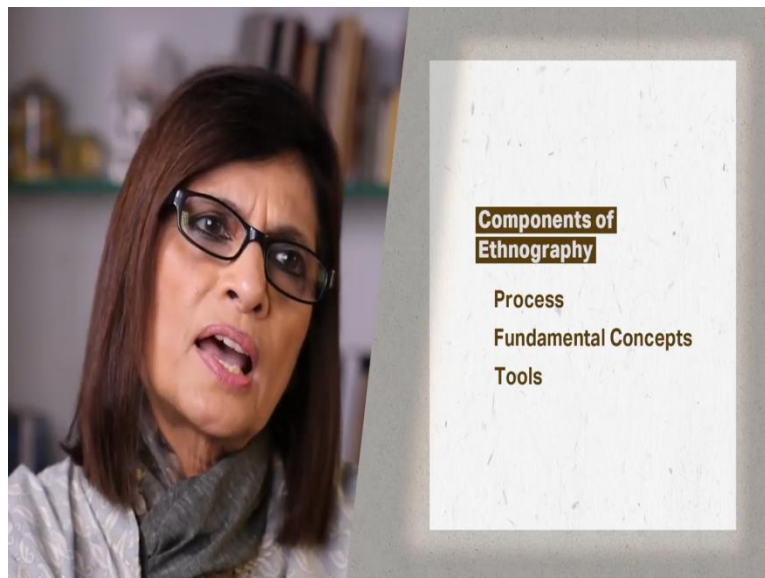 Components of
Ethnography
Process
Fundamental Concepts
Tools